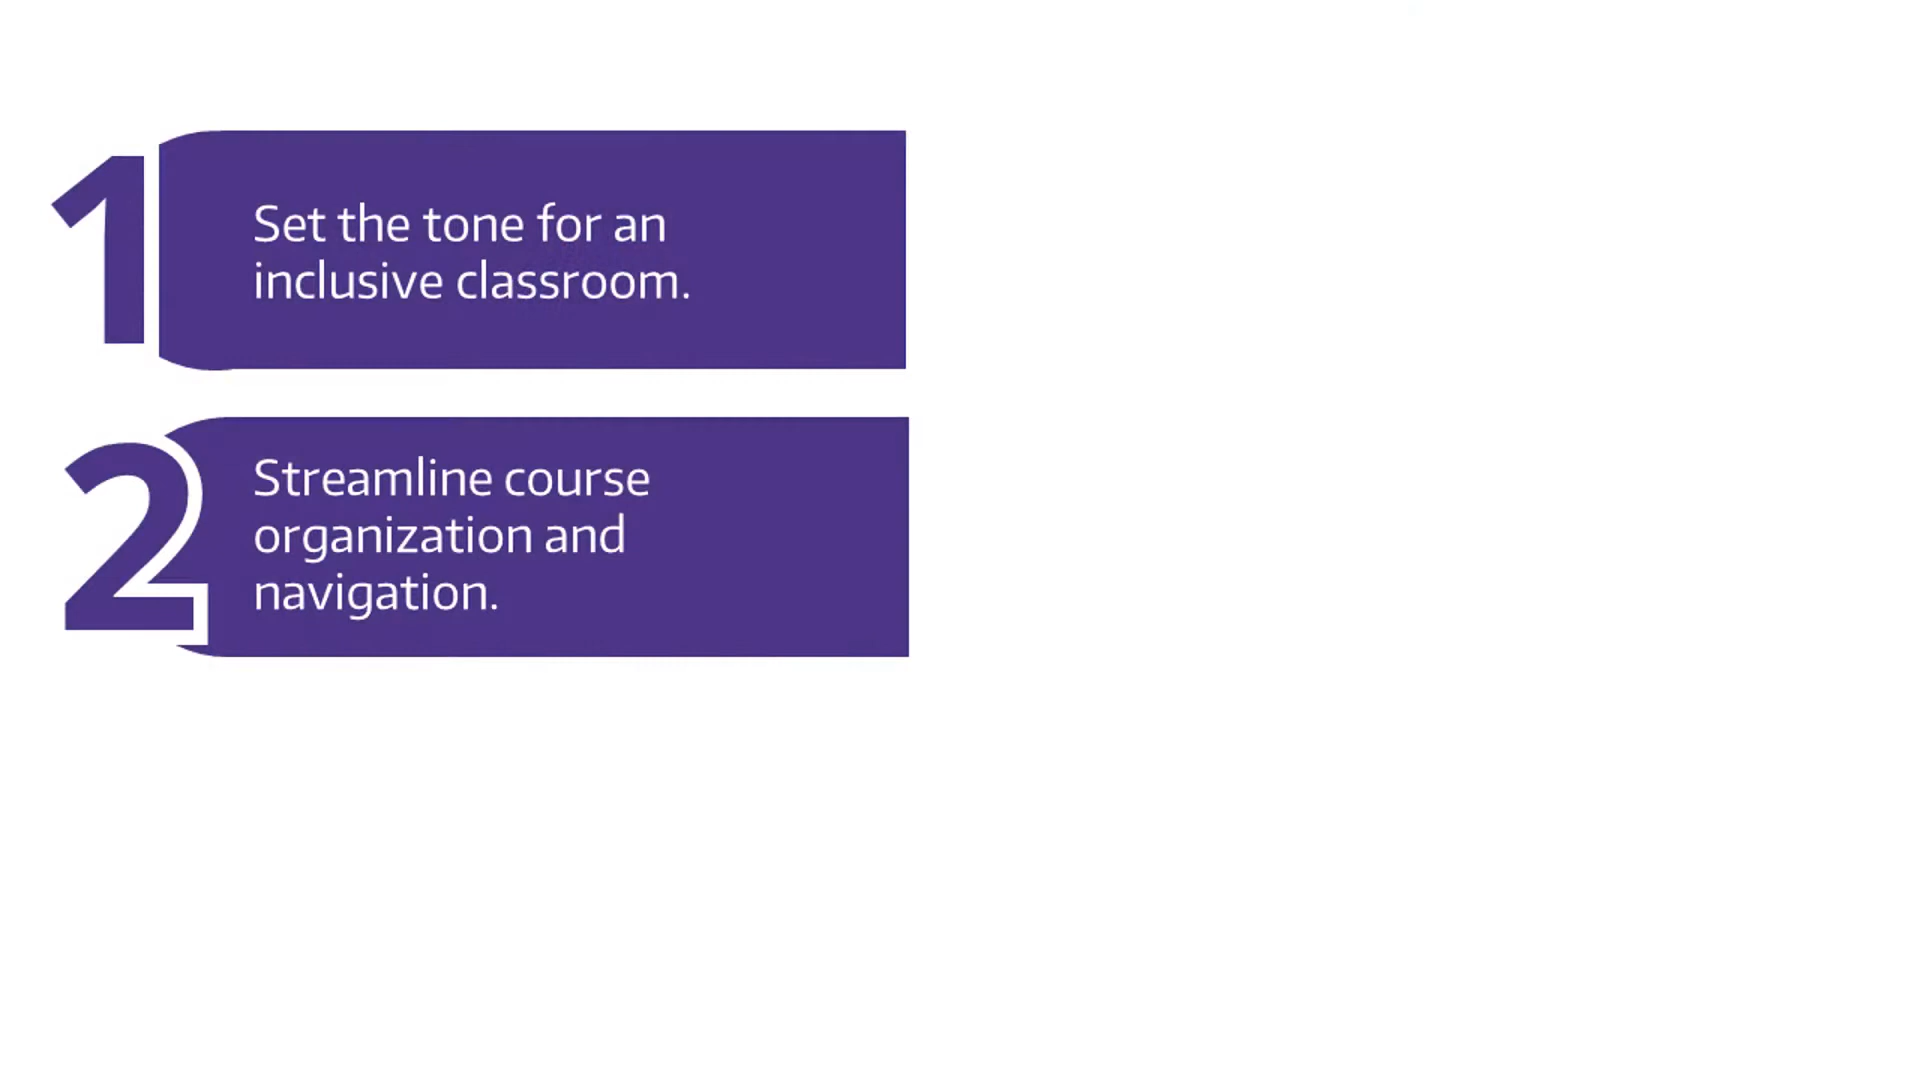 1
Set the tone for an
inclusive classroom.
2
Streamline course
organization and
navigation.